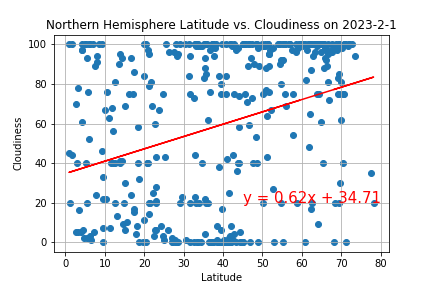 Northern Hemisphere Latitude vs. Cloudiness on 2023-2-1
100
80
60
40
20
0
Cloudiness
y = 0.62x + 34.71
0 10 20 30 40 50 60 70 80
Latitude